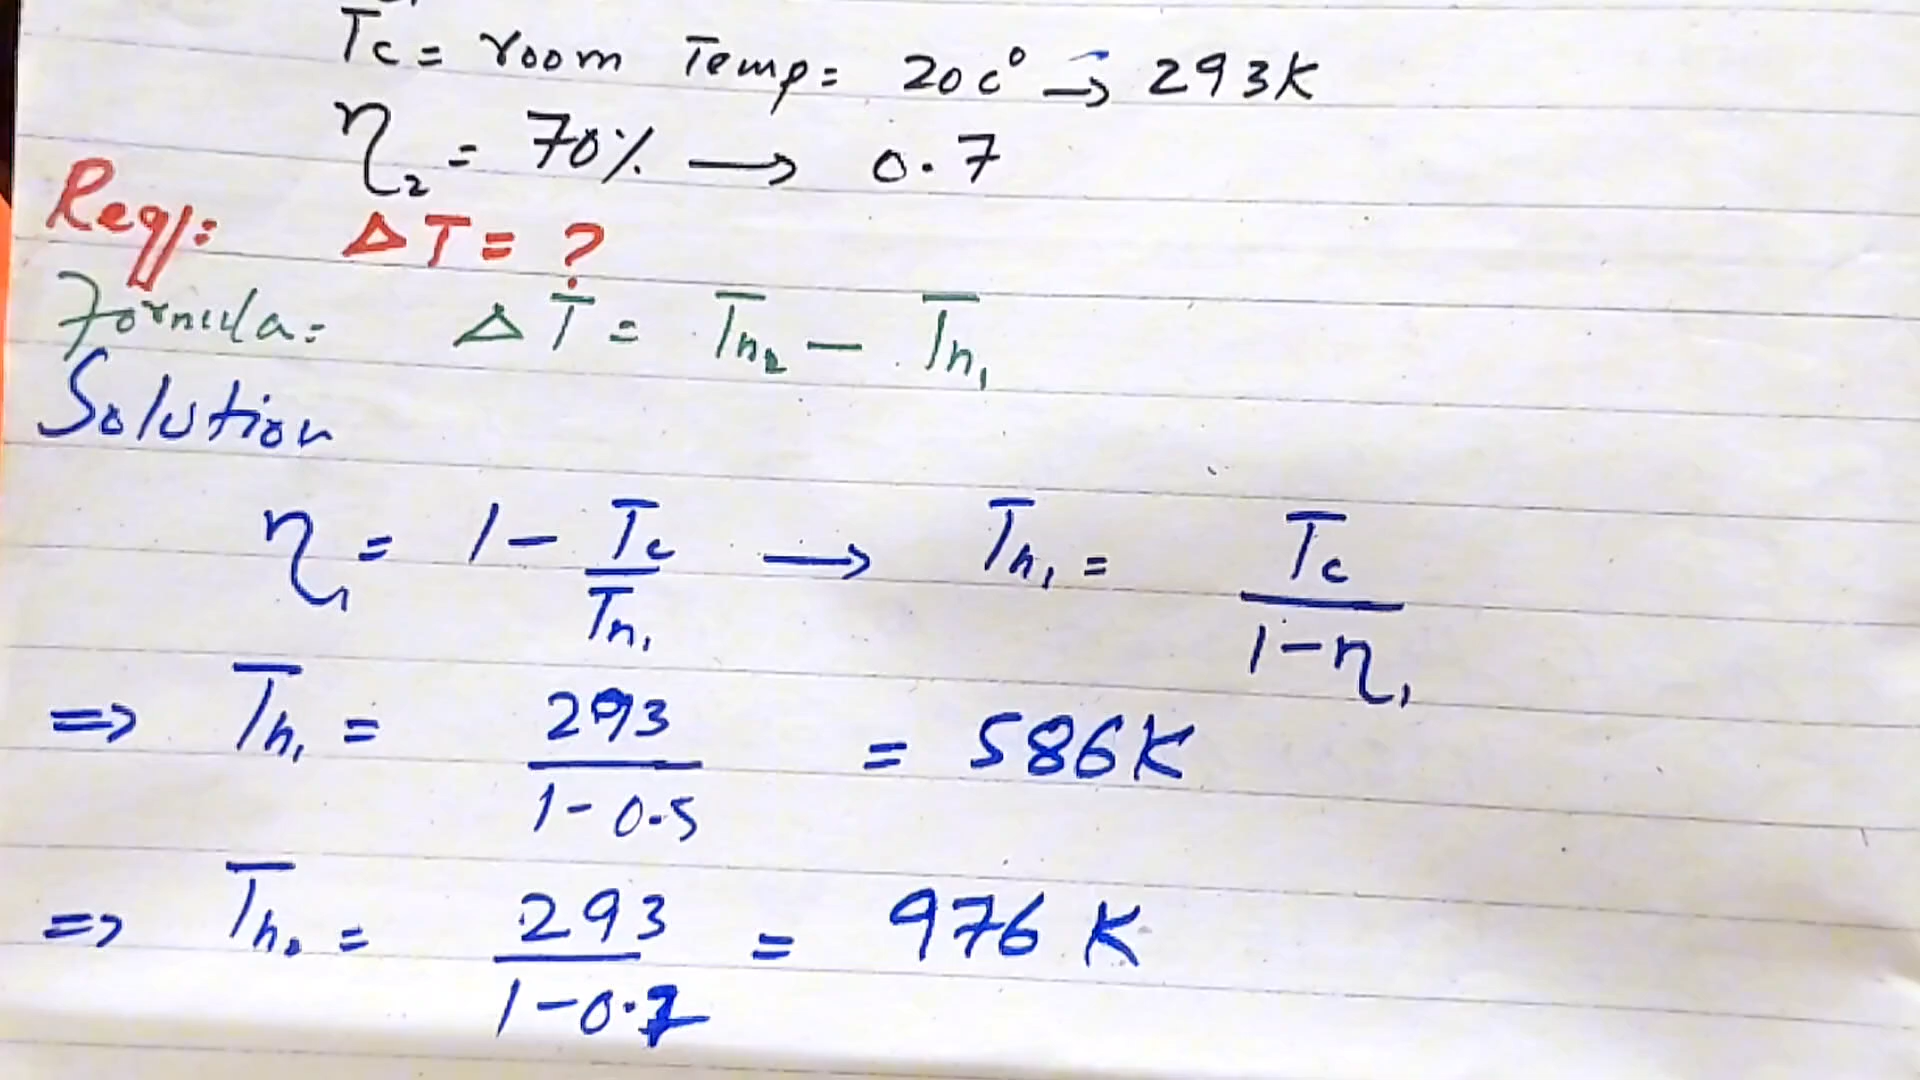 Tc = room Temp = 20c° → 293K
η₂ = 70% → 0.7
Req: ΔT = ?
Formula: ΔT = Th₂ − Th₁
Solution
η₁ = 1 − Tc/Th₁ → Th₁ = Tc/1−η₁
=> Th₁ = 293/1−0.5 = 586K
=> Th₂ = 293/1−0.7 = 976 K